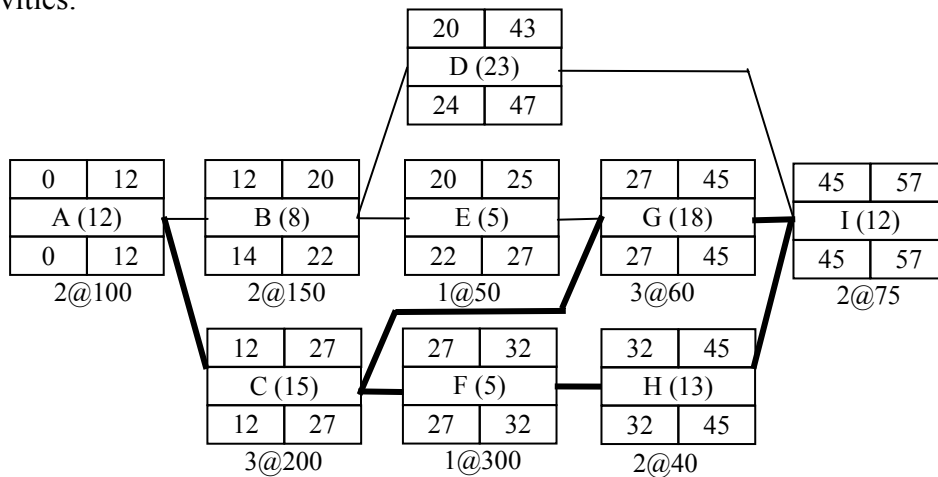 vities.
20 43
D (23)
24 47
0 12
A (12)
0 12
2@100
12 20
B (8)
14 22
2@150
20 25
E (5)
22 27
1@50
27 45
G (18)
27 45
3@60
45 57
I (12)
45 57
2@75
12 27
C (15)
12 27
3@200
27 32
F (5)
27 32
1@300
32 45
H (13)
32 45
2@40